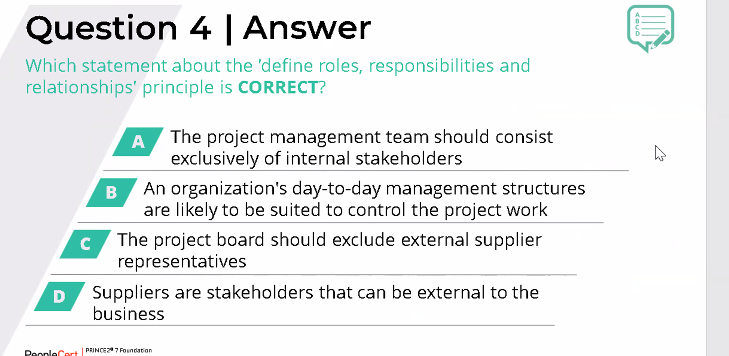 Question 4 | Answer
Which statement about the 'define roles, responsibilities and
relationships' principle is CORRECT?
A
The project management team should consist
exclusively of internal stakeholders
B
An organization's day-to-day management structures
are likely to be suited to control the project work
C
The project board should exclude external supplier
representatives
D
Suppliers are stakeholders that can be external to the
business
PeopleCert | PRINCE2® 7 Foundation